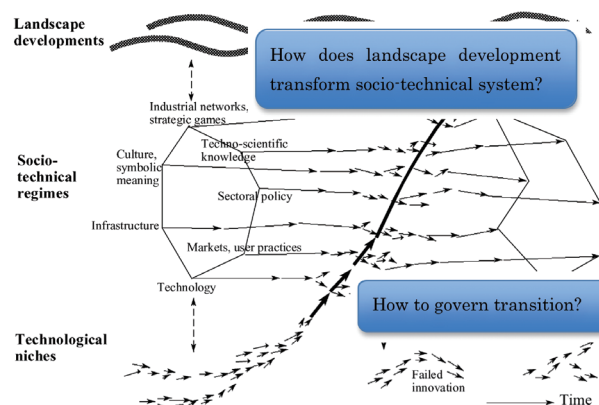 Landscape
developments
How does landscape development
transform socio-technical system?
Industrial networks,
strategic games
Techno-scientific
knowledge
Culture,
symbolic
meaning
Socio-
technical
regimes
Sectoral policy
Infrastructure
Markets, user practices
Technology
How to govern transition?
Technological
niches
Failed
innovation
Time